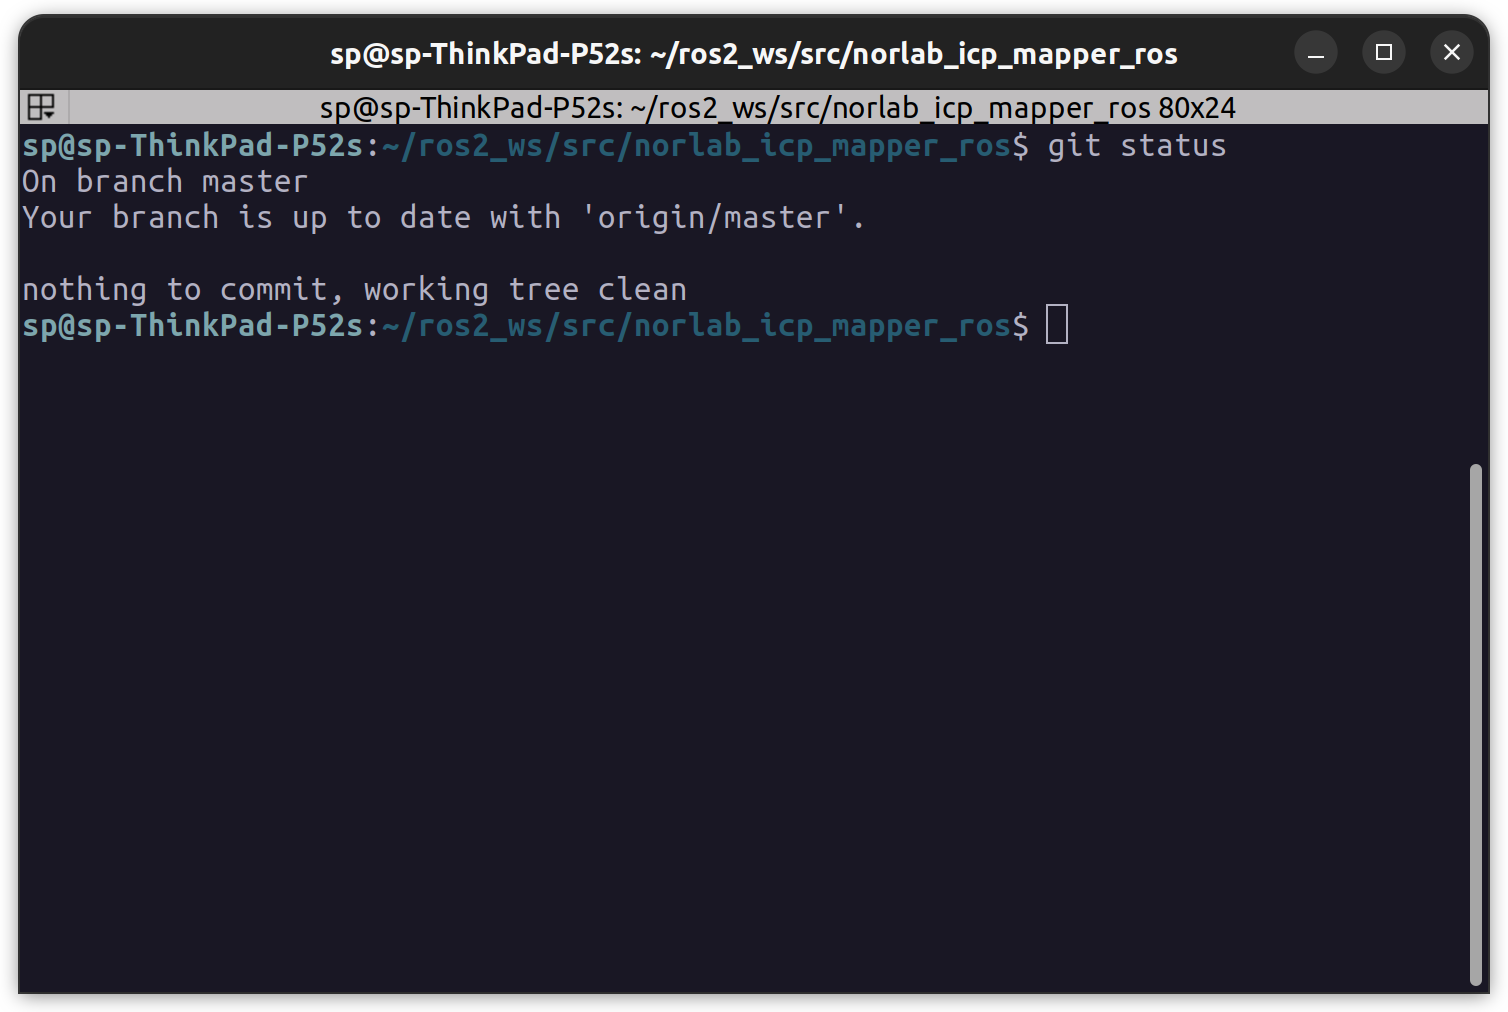 sp@sp-ThinkPad-P52s: ~/ros2_ws/src/norlab_icp_mapper_ros
sp@sp-ThinkPad-P52s: ~/ros2_ws/src/norlab_icp_mapper_ros 80x24
sp@sp-ThinkPad-P52s:~/ros2_ws/src/norlab_icp_mapper_ros$ git status
On branch master
Your branch is up to date with 'origin/master'.
nothing to commit, working tree clean
sp@sp-ThinkPad-P52s:~/ros2_ws/src/norlab_icp_mapper_ros$